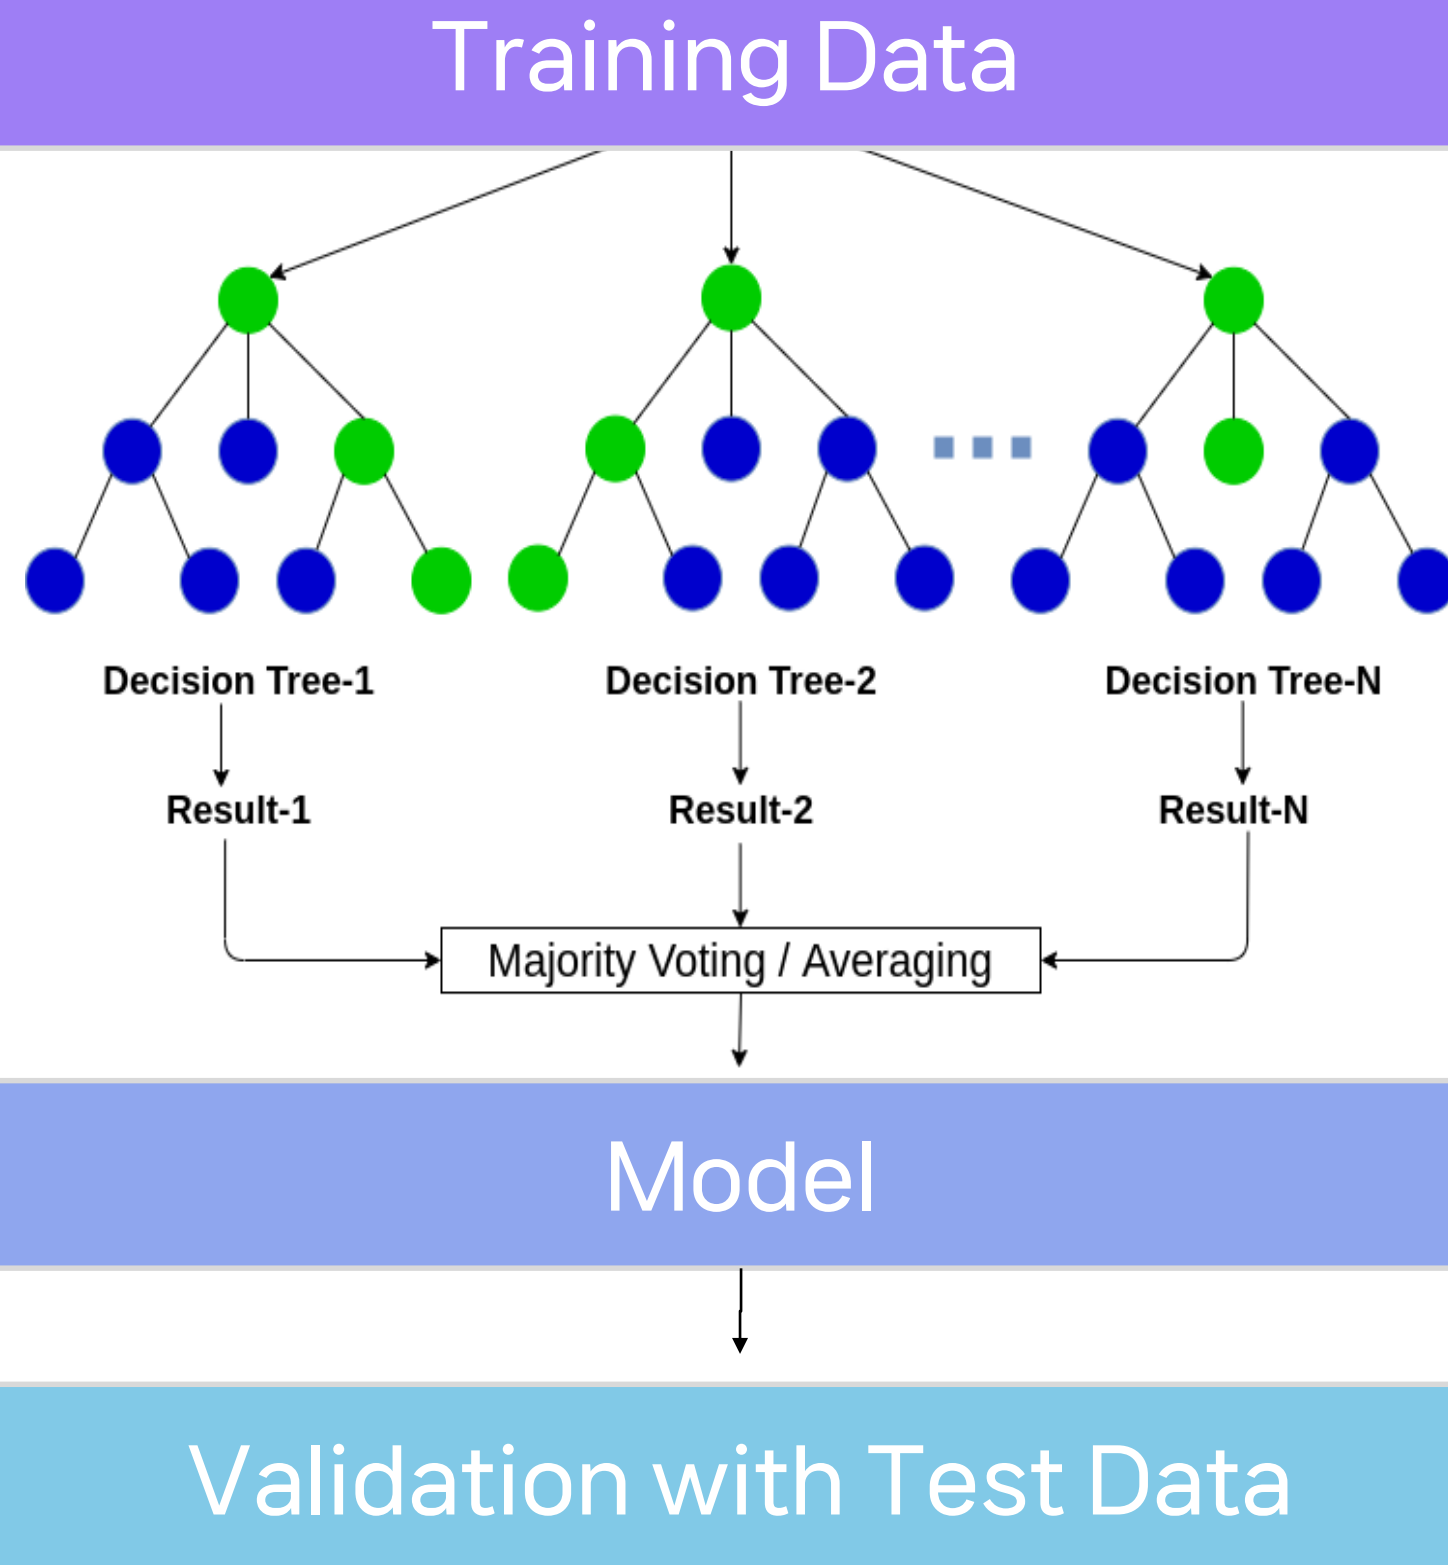 Training Data
Decision Tree-1
Decision Tree-2
Decision Tree-N
Result-1
Result-2
Result-N
Majority Voting / Averaging
Model
Validation with Test Data